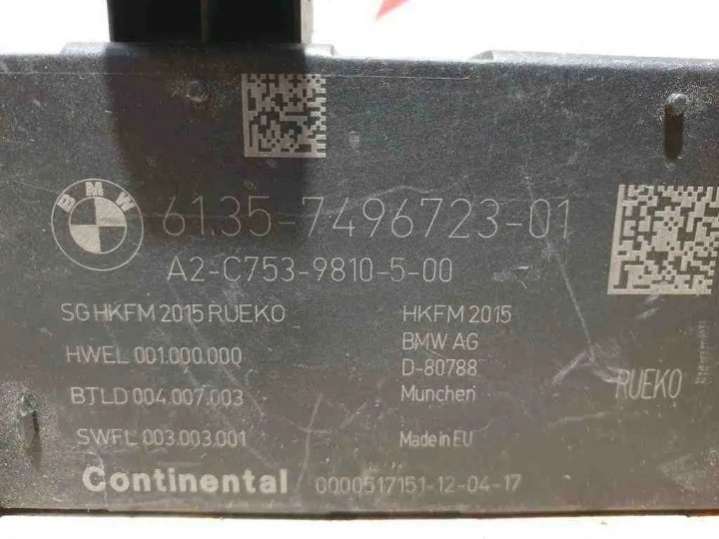 BMW
61.35-7496723-01
A2-C753-9810-5-00
SG HKFM 2015 RUEKO
HWEL 001.000.000
BTLD 004.007.003
SWFL 003.003.001
HKFM 2015
BMW AG
D-80788
Munchen
Made in EU
RUEKO
Continental 0000517151-12-04-17